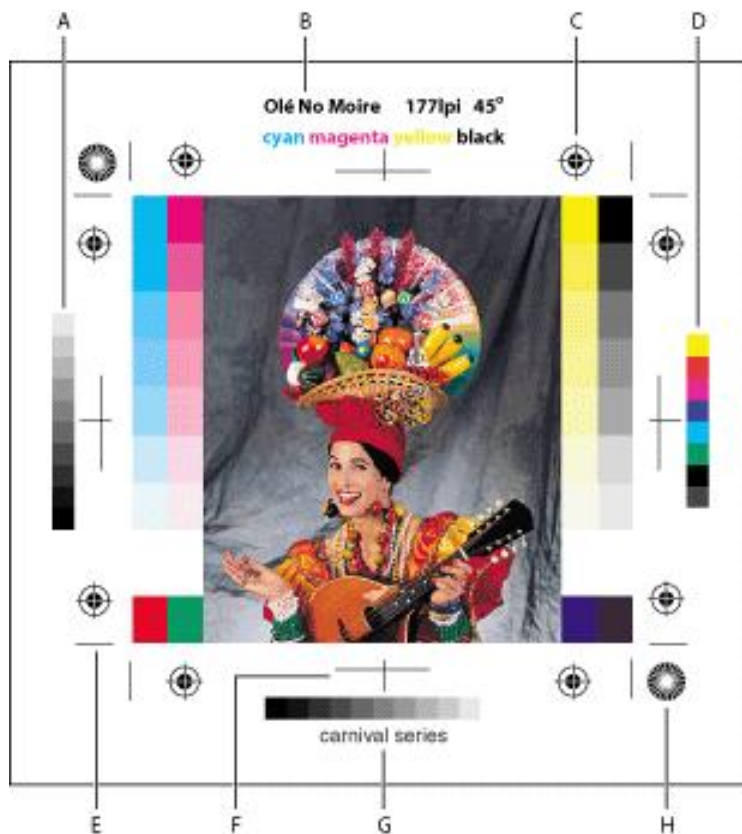 A B C D
Olé No Moire 177lpi 45°
cyan magenta yellow black
carnival series
E F G H